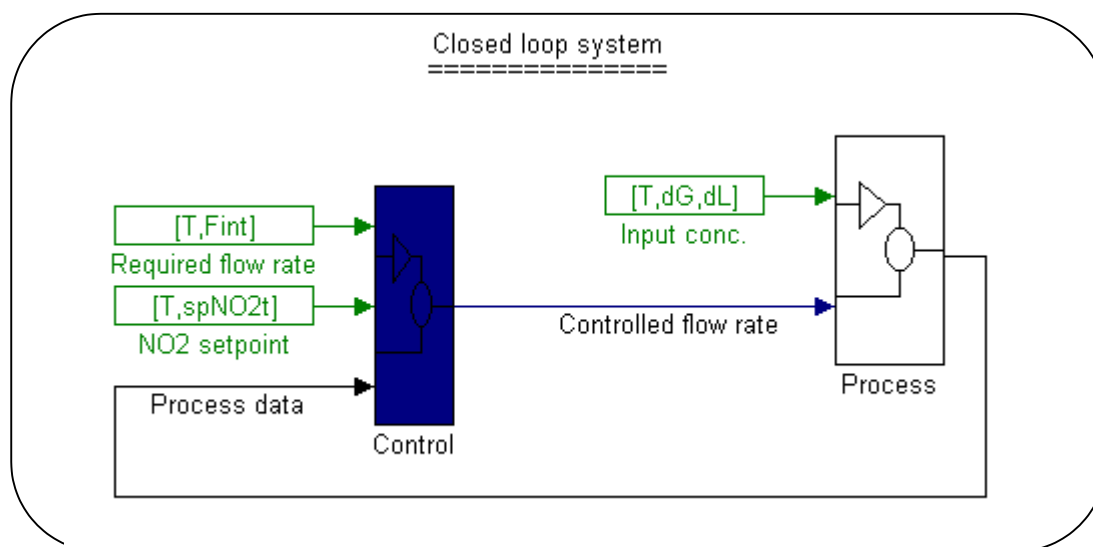 Closed loop system
===============
[T,Fint]
Required flow rate
[T,spNO2t]
NO2 setpoint
Process data
Control
[T,dG,dL]
Input conc.
Controlled flow rate
Process